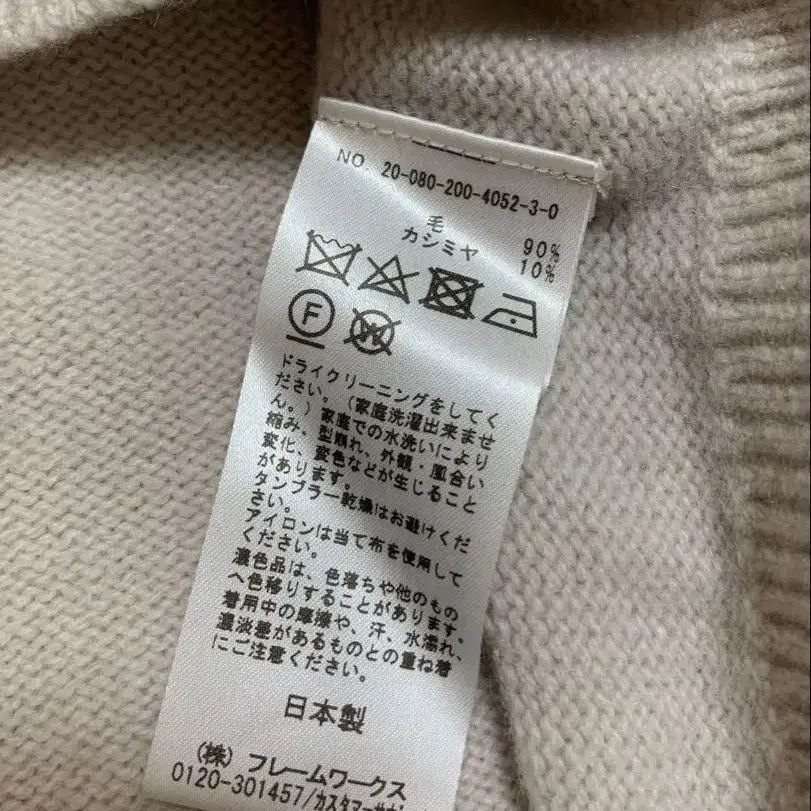 NO. 20-080-200-4052-3-0
毛 90%
カシミヤ 10%
F
W
ドライクリーニングをしてく
ださい。(家庭洗濯出来ませ
ん。)家庭での水洗いにより
縮み、型崩れ、外観・風合い
変化、変色などが生じること
があります。
タンブラー乾燥はお避けくだ
さい。
アイロンは当て布を使用して
ください。
濃色品は、色落ちや他のもの
へ色移りすることがあります。
着用中の摩擦や、汗、水濡れ、
濃淡差があるものとの重ね着
にご注意ください。
日本製
(株) フレームワークス
0120-301457/カスタマー